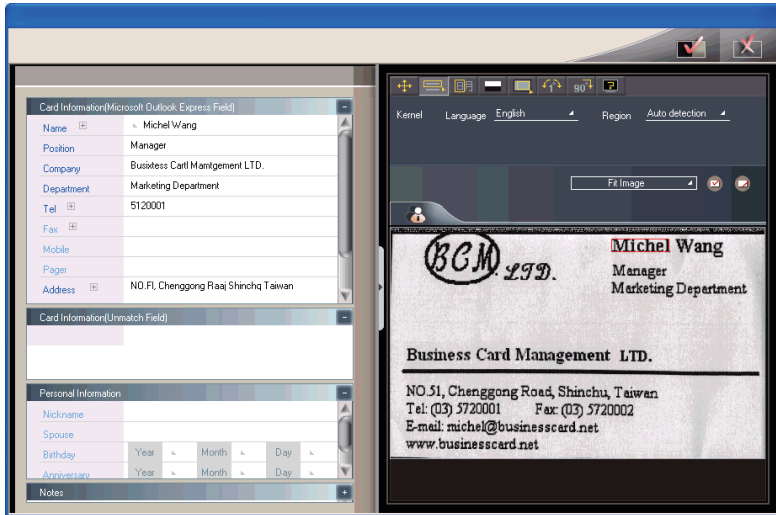 Card Information(Microsoft Outlook Express Field)
Name Michel Wang
Position Manager
Company Busixtess Cartl Mamtgement LTD.
Department Marketing Department
Tel 5120001
Fax
Mobile
Pager
Address NO.FI, Chenggong Raaj Shinchq Taiwan
Card Information(Unmatch Field)
Personal Information
Nickname
Spouse
Birthday Year Month Day
Anniversary Year Month Day
Notes
90°
Kernel Language English Region Auto detection
Fit Image
BCM LTD.
Michel Wang
Manager
Marketing Department
Business Card Management LTD.
NO.51, Chenggong Road, Shinchu, Taiwan
Tel: (03) 5720001 Fax: (03) 5720002
E-mail: michel@businesscard.net
www.businesscard.net